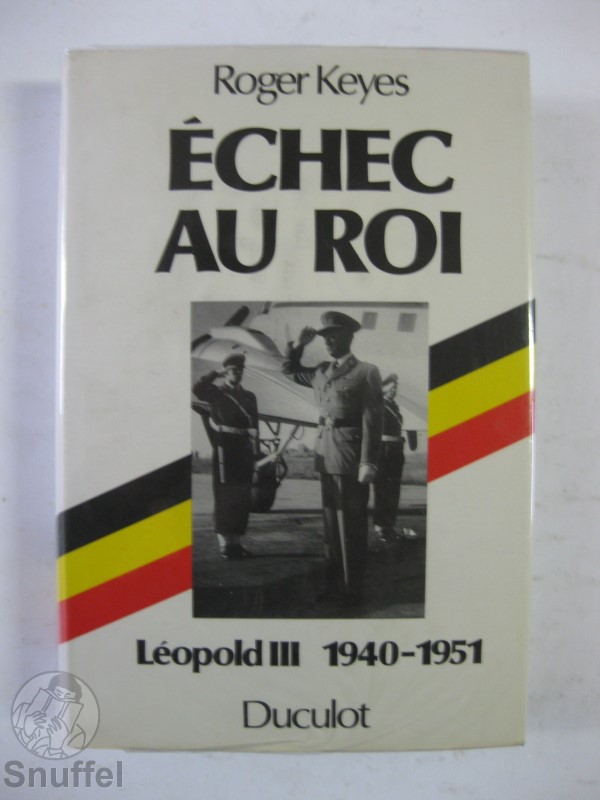 Roger Keyes
ÉCHEC
AU ROI
Léopold III 1940-1951
Duculot
Snuffel